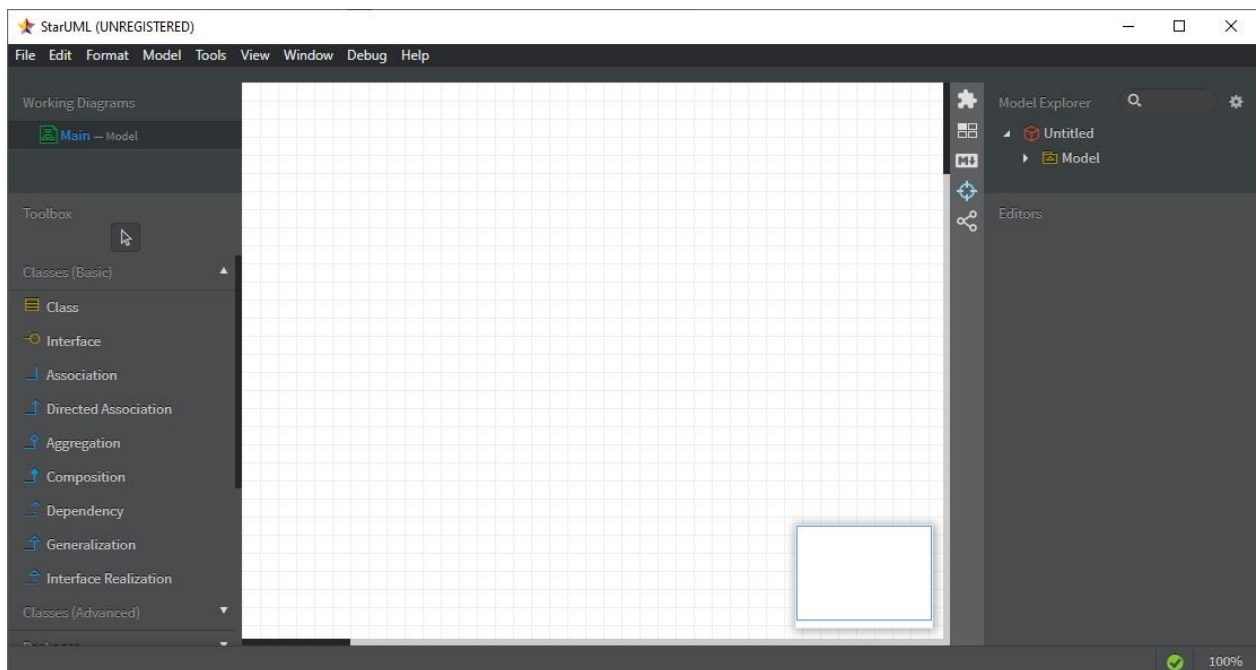 StarUML (UNREGISTERED)
File Edit Format Model Tools View Window Debug Help
Working Diagrams
Main — Model
Toolbox
Classes (Basic)
Class
Interface
Association
Directed Association
Aggregation
Composition
Dependency
Generalization
Interface Realization
Classes (Advanced)
Model Explorer
Untitled
Model
Editors
100%